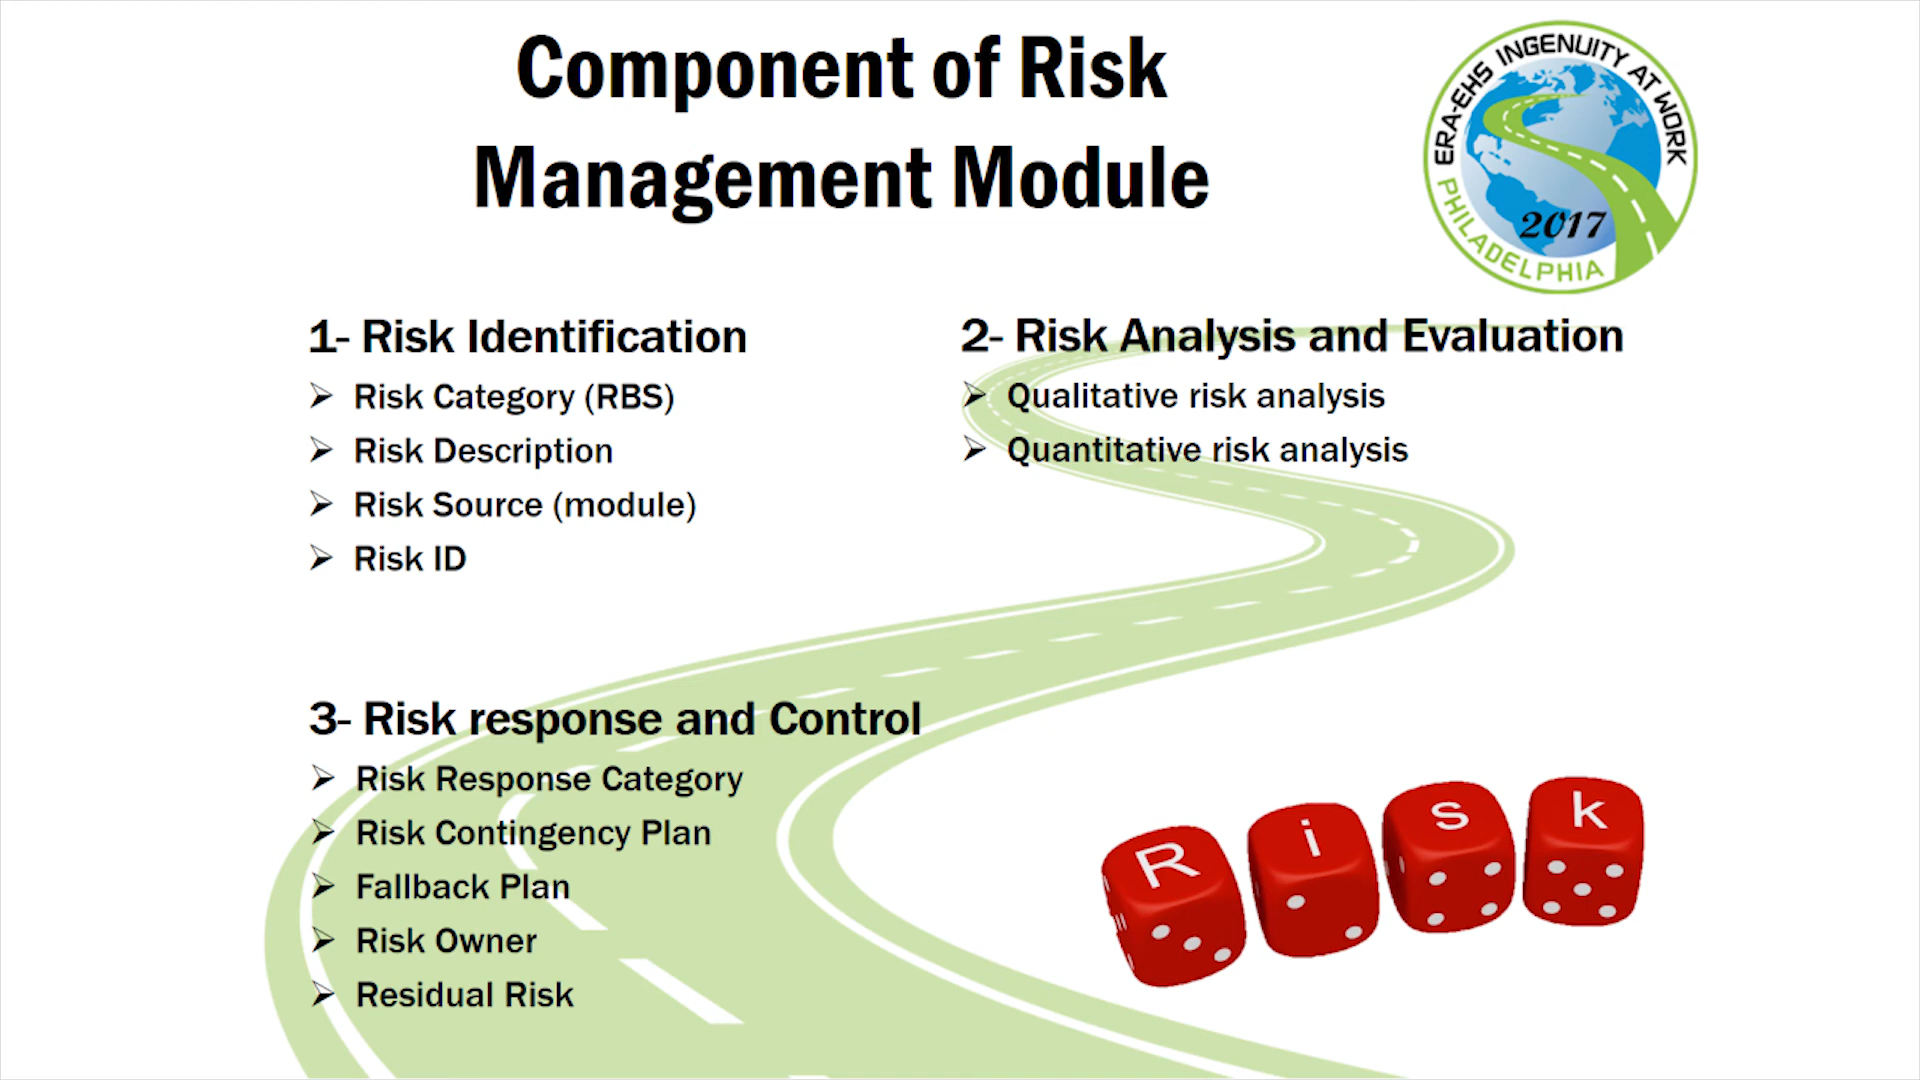 Component of Risk
Management Module
ERA-EHS INGENUITY AT WORK
2017
PHILADELPHIA
1- Risk Identification
Risk Category (RBS)
Risk Description
Risk Source (module)
Risk ID
2- Risk Analysis and Evaluation
Qualitative risk analysis
Quantitative risk analysis
3- Risk response and Control
Risk Response Category
Risk Contingency Plan
Fallback Plan
Risk Owner
Residual Risk
R i s k